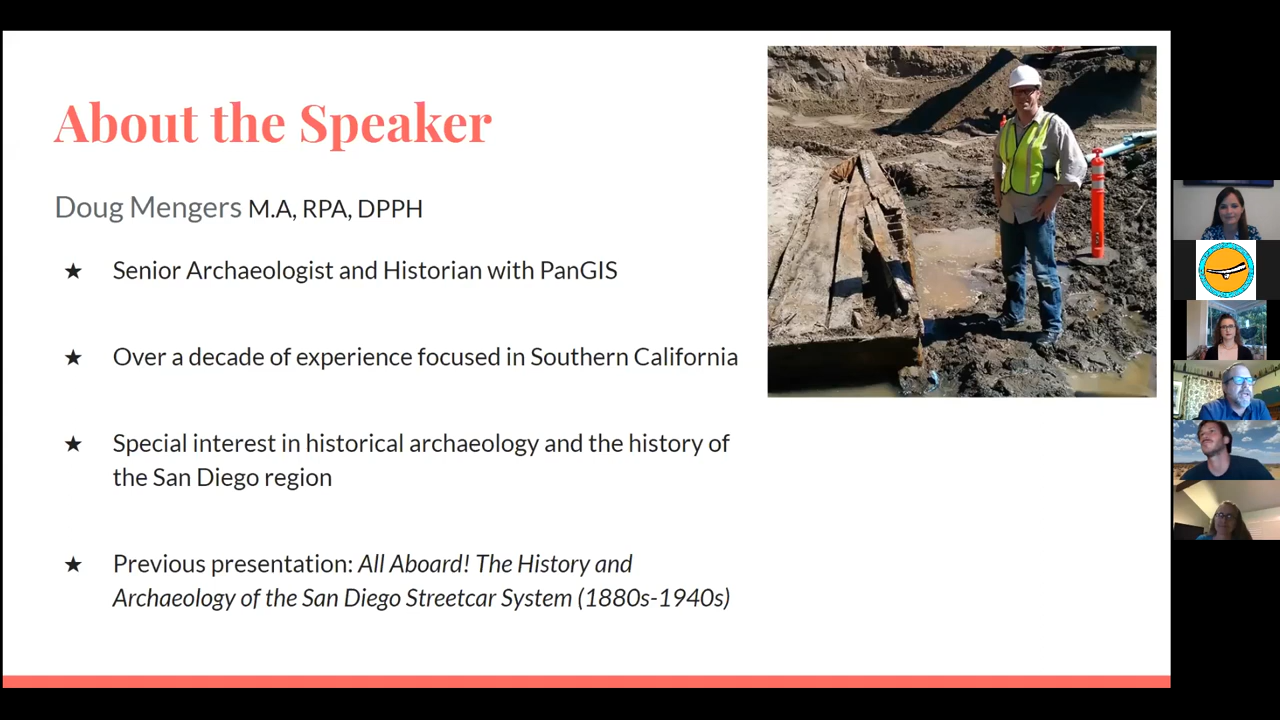 About the Speaker
Doug Mengers M.A, RPA, DPPH
★ Senior Archaeologist and Historian with PanGIS
★ Over a decade of experience focused in Southern California
★ Special interest in historical archaeology and the history of
the San Diego region
★ Previous presentation: All Aboard! The History and
Archaeology of the San Diego Streetcar System (1880s-1940s)